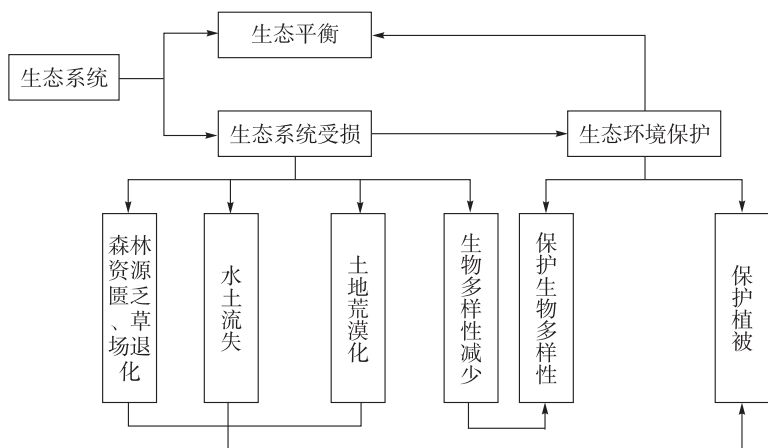 生态平衡
生态系统
生态系统受损
生态环境保护
森林资源匮乏、草场退化
水土流失
土地荒漠化
生物多样性减少
保护生物多样性
保护植被